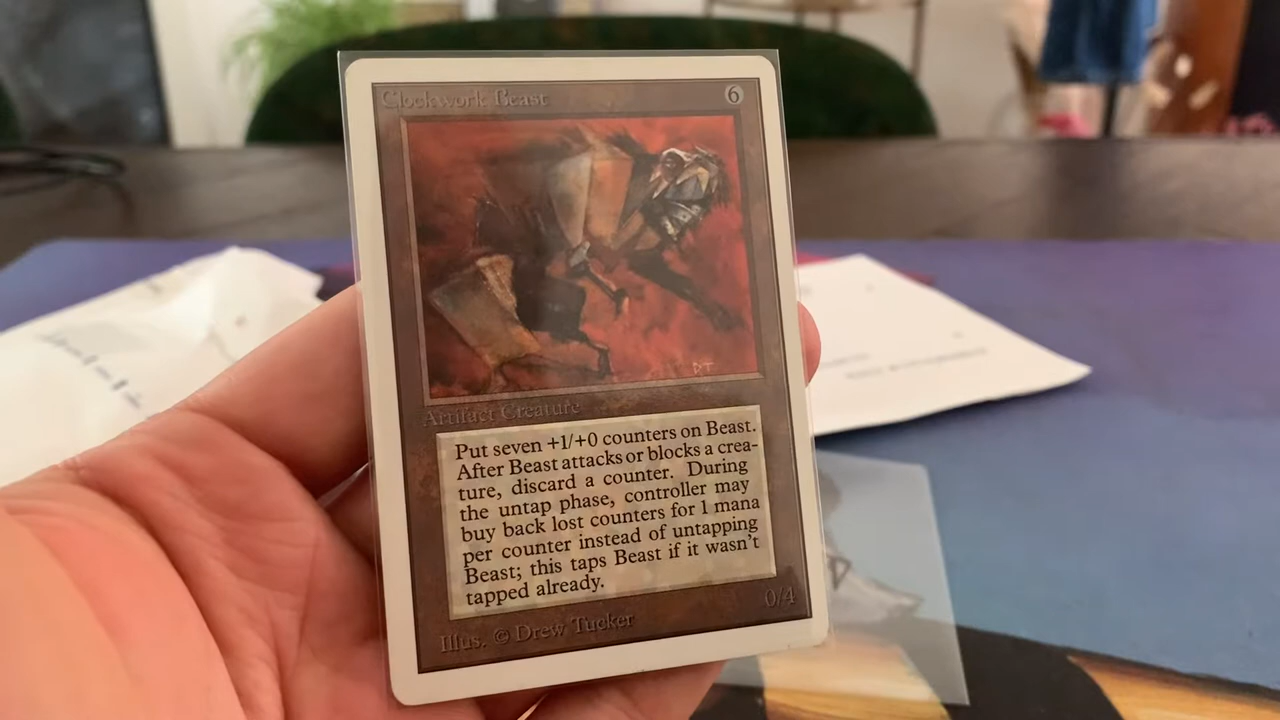 Clockwork Beast 6
DT
Artifact Creature
Put seven +1/+0 counters on Beast.
After Beast attacks or blocks a crea-
ture, discard a counter. During
the untap phase, controller may
buy back lost counters for 1 mana
per counter instead of untapping
Beast; this taps Beast if it wasn't
tapped already.
0/4
Illus. © Drew Tucker